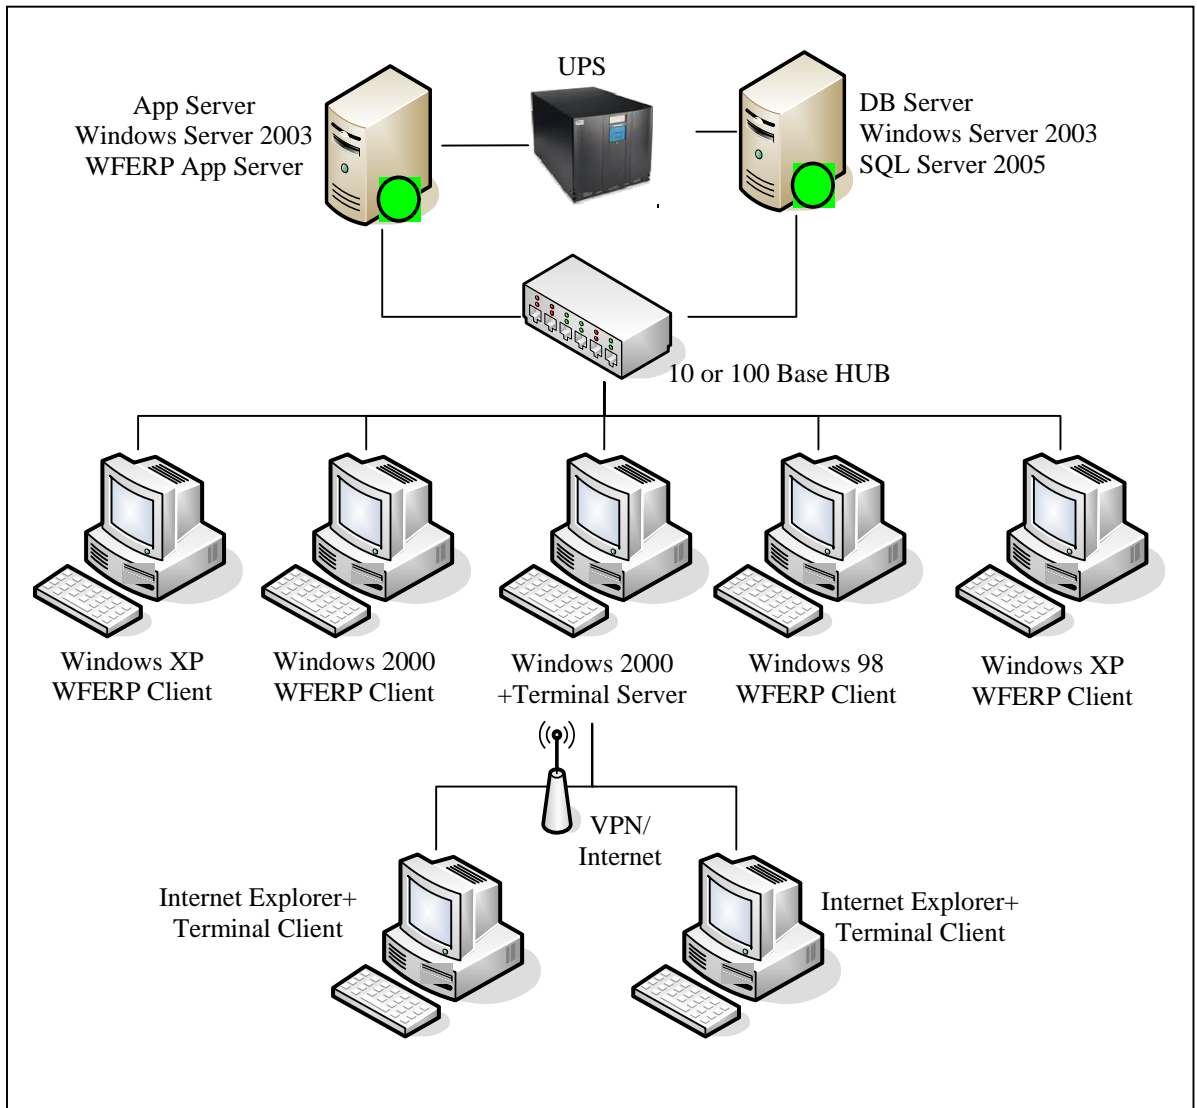 UPS
App Server
Windows Server 2003
WFERP App Server
DB Server
Windows Server 2003
SQL Server 2005
10 or 100 Base HUB
Windows XP
WFERP Client
Windows 2000
WFERP Client
Windows 2000
+Terminal Server
Windows 98
WFERP Client
Windows XP
WFERP Client
VPN/
Internet
Internet Explorer+
Terminal Client
Internet Explorer+
Terminal Client